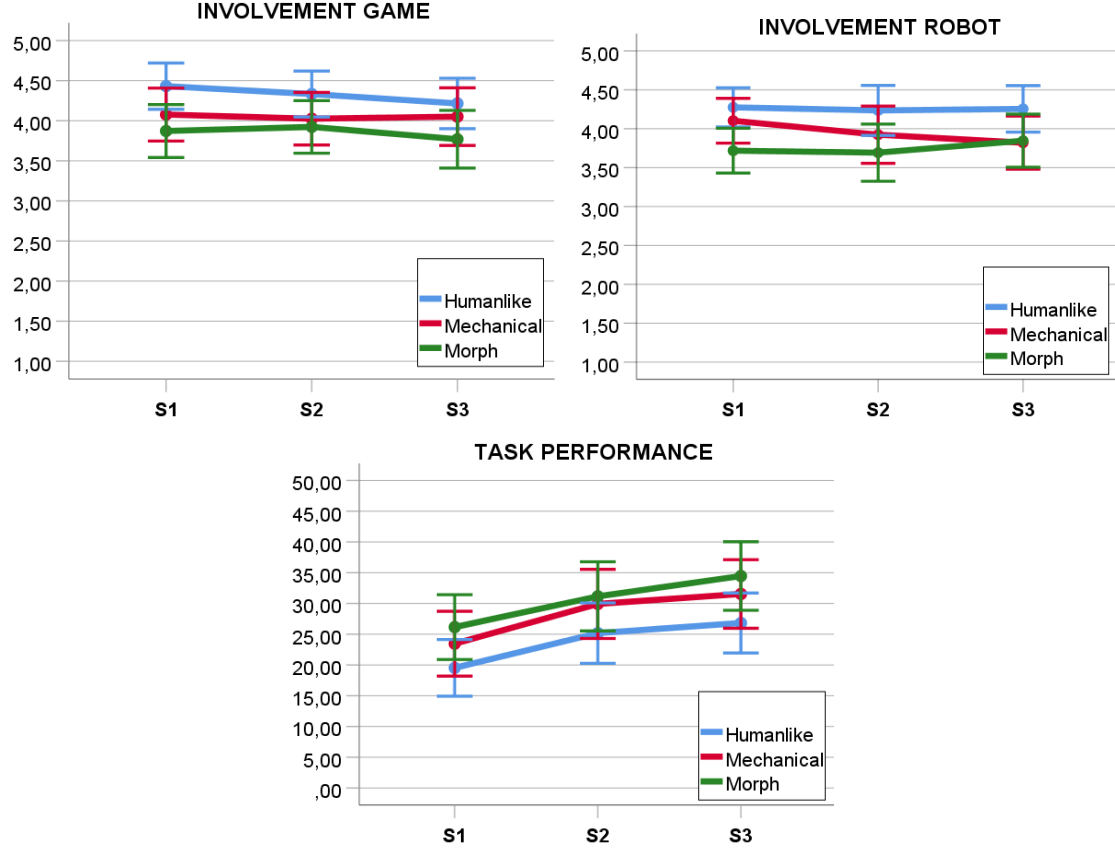 INVOLVEMENT GAME
5,00
4,50
4,00
3,50
3,00
2,50
2,00
1,50
1,00
Humanlike
Mechanical
Morph
S1 S2 S3
INVOLVEMENT ROBOT
5,00
4,50
4,00
3,50
3,00
2,50
2,00
1,50
1,00
Humanlike
Mechanical
Morph
S1 S2 S3
TASK PERFORMANCE
50,00
45,00
40,00
35,00
30,00
25,00
20,00
15,00
10,00
5,00
,00
Humanlike
Mechanical
Morph
S1 S2 S3